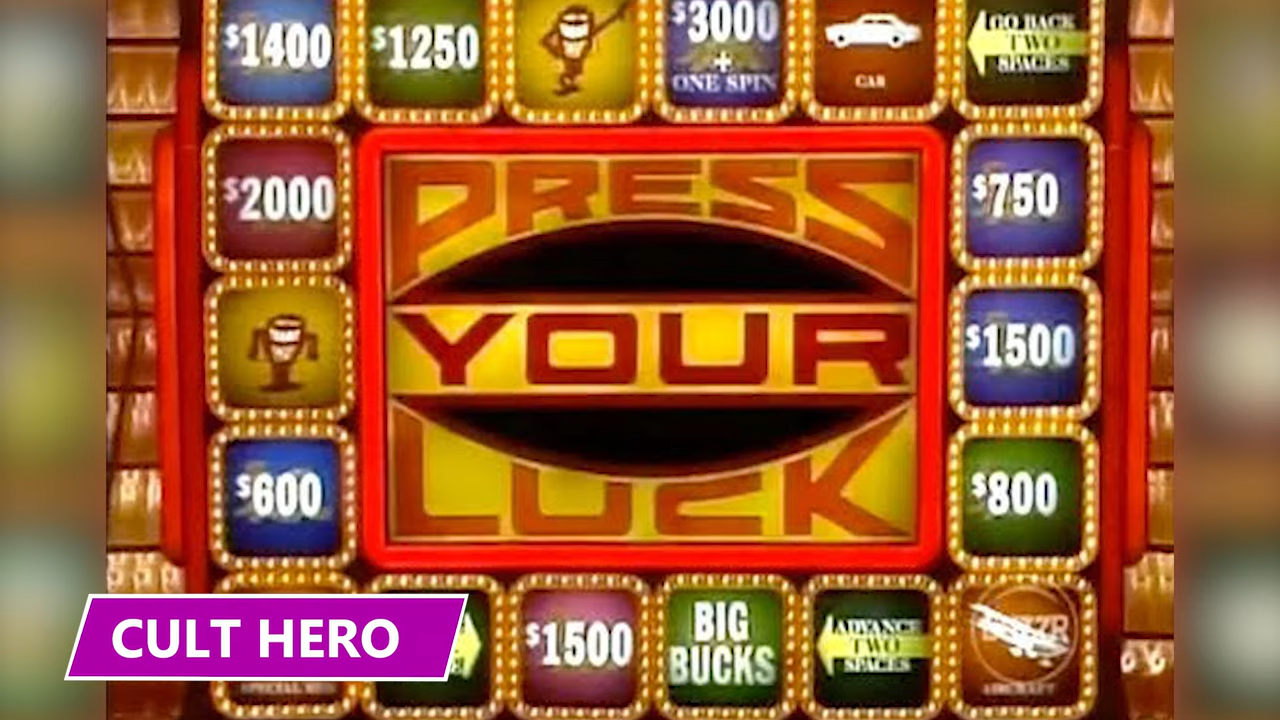 $1400
$1250
$3000
+
ONE SPIN
CAR
GO BACK
TWO
SPACES
$2000
PRESS
YOUR
LUCK
$750
$1500
$600
$800
CULT HERO
$1500
BIG
BUCKS
ADVANCE
TWO
SPACES
AIRCRAFT